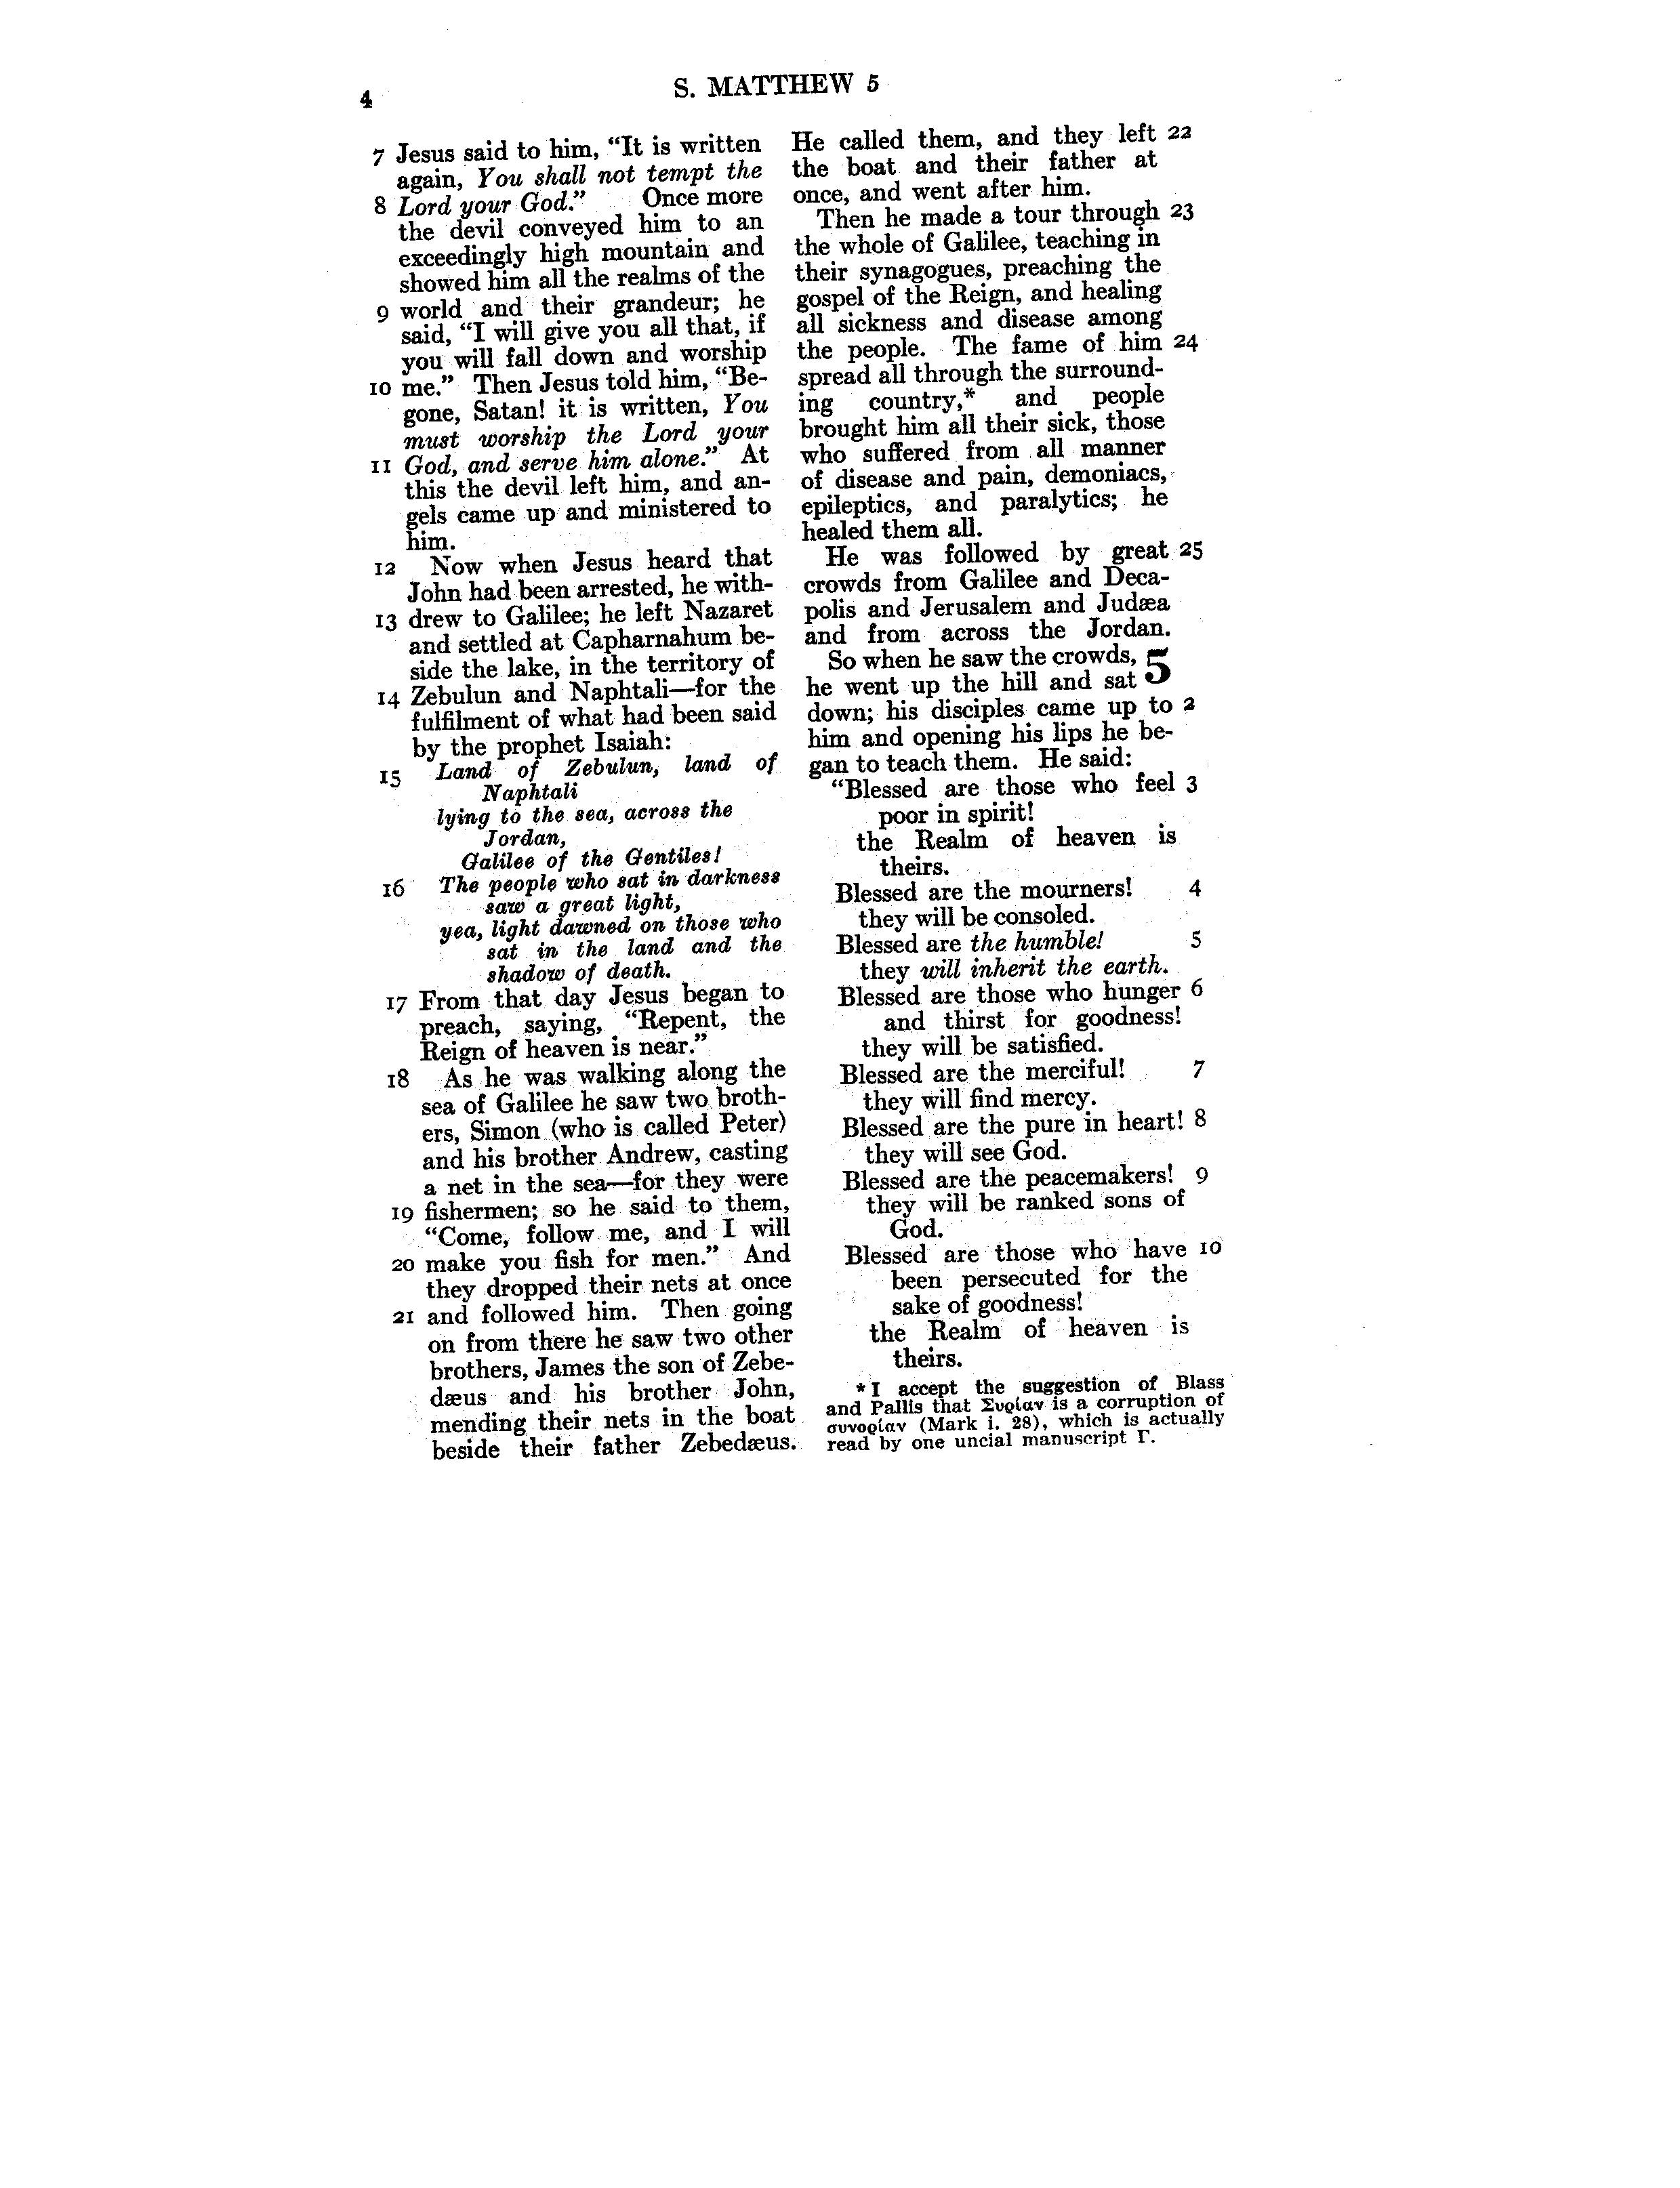 4
S. MATTHEW 5
7 Jesus said to him, “It is written
again, You shall not tempt the
8 Lord your God.” Once more
the devil conveyed him to an
exceedingly high mountain and
showed him all the realms of the
9 world and their grandeur; he
said, “I will give you all that, if
you will fall down and worship
10 me.” Then Jesus told him, “Be-
gone, Satan! it is written, You
must worship the Lord your
11 God, and serve him alone.” At
this the devil left him, and an-
gels came up and ministered to
him.
12 Now when Jesus heard that
John had been arrested, he with-
13 drew to Galilee; he left Nazaret
and settled at Capharnahum be-
side the lake, in the territory of
14 Zebulun and Naphtali—for the
fulfilment of what had been said
by the prophet Isaiah:
15 Land of Zebulun, land of
Naphtali
lying to the sea, across the
Jordan,
Galilee of the Gentiles!
16 The people who sat in darkness
saw a great light,
yea, light dawned on those who
sat in the land and the
shadow of death.
17 From that day Jesus began to
preach, saying, “Repent, the
Reign of heaven is near.”
18 As he was walking along the
sea of Galilee he saw two broth-
ers, Simon (who is called Peter)
and his brother Andrew, casting
a net in the sea—for they were
19 fishermen; so he said to them,
“Come, follow me, and I will
20 make you fish for men.” And
they dropped their nets at once
21 and followed him. Then going
on from there he saw two other
brothers, James the son of Zebe-
dæus and his brother John,
mending their nets in the boat
beside their father Zebedæus.
He called them, and they left 22
the boat and their father at
once, and went after him.
Then he made a tour through 23
the whole of Galilee, teaching in
their synagogues, preaching the
gospel of the Reign, and healing
all sickness and disease among
the people. The fame of him 24
spread all through the surround-
ing country,* and people
brought him all their sick, those
who suffered from all manner
of disease and pain, demoniacs,
epileptics, and paralytics; he
healed them all.
He was followed by great 25
crowds from Galilee and Deca-
polis and Jerusalem and Judæa
and from across the Jordan.
So when he saw the crowds, 5
he went up the hill and sat
down; his disciples came up to 2
him and opening his lips he be-
gan to teach them. He said:
“Blessed are those who feel 3
poor in spirit!
the Realm of heaven is
theirs.
Blessed are the mourners! 4
they will be consoled.
Blessed are the humble! 5
they will inherit the earth.
Blessed are those who hunger 6
and thirst for goodness!
they will be satisfied.
Blessed are the merciful! 7
they will find mercy.
Blessed are the pure in heart! 8
they will see God.
Blessed are the peacemakers! 9
they will be ranked sons of
God.
Blessed are those who have 10
been persecuted for the
sake of goodness!
the Realm of heaven is
theirs.
* I accept the suggestion of Blass
and Pallis that Συρίαν is a corruption of
συνορίαν (Mark i. 28), which is actually
read by one uncial manuscript Γ.